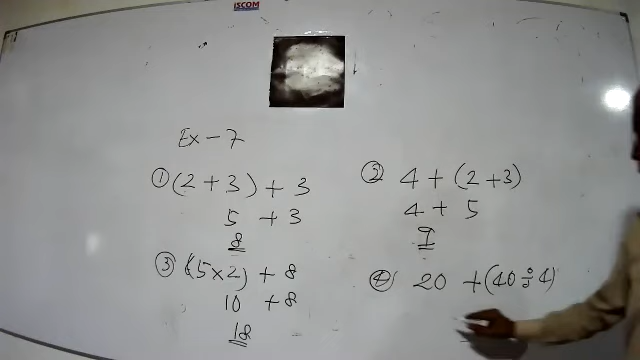 ISCOM
Ex - 7
① (2 + 3) + 3
5 + 3
8
② 4 + (2 + 3)
4 + 5
9
③ (5 × 2) + 8
10 + 8
18
④ 20 + (40 ÷ 4)